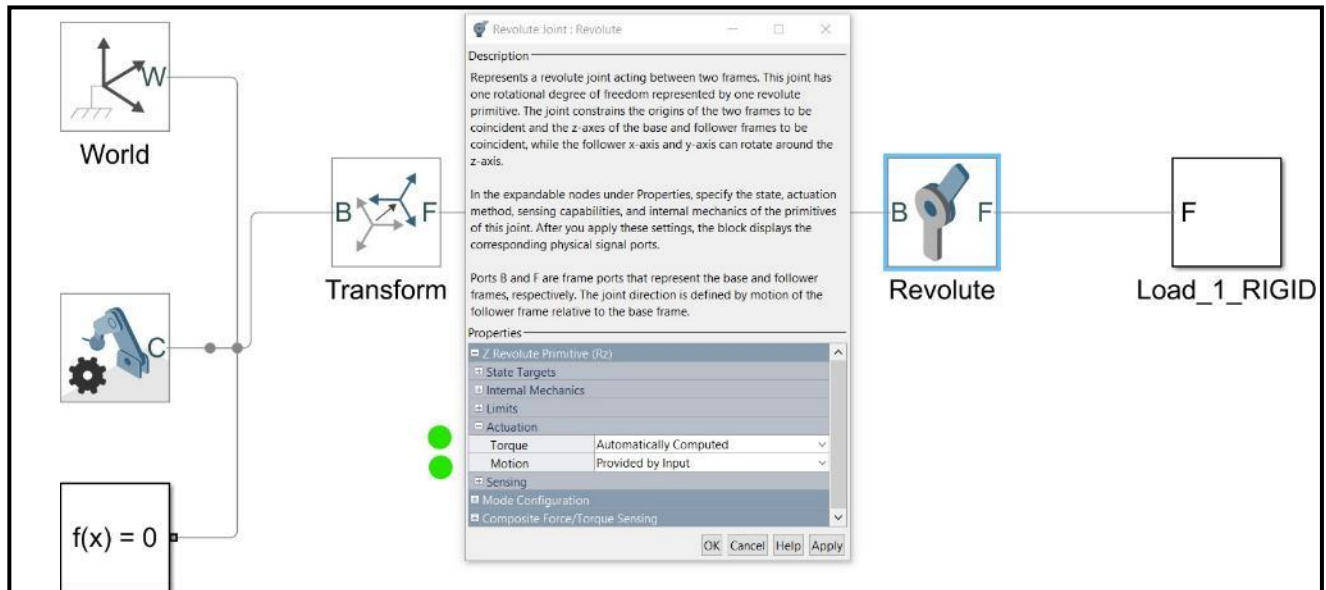 Revolute Joint : Revolute
Description
Represents a revolute joint acting between two frames. This joint has
one rotational degree of freedom represented by one revolute
primitive. The joint constrains the origins of the two frames to be
coincident and the z-axes of the base and follower frames to be
coincident, while the follower x-axis and y-axis can rotate around the
z-axis.
In the expandable nodes under Properties, specify the state, actuation
method, sensing capabilities, and internal mechanics of the primitives
of this joint. After you apply these settings, the block displays the
corresponding physical signal ports.
Ports B and F are frame ports that represent the base and follower
frames, respectively. The joint direction is defined by motion of the
follower frame relative to the base frame.
Properties
Z Revolute Primitive (Rz)
State Targets
Internal Mechanics
Limits
Actuation
Torque Automatically Computed
Motion Provided by Input
Sensing
Mode Configuration
Composite Force/Torque Sensing
OK Cancel Help Apply
W
World
B F
Transform
C
f(x) = 0
B F
Revolute
F
Load_1_RIGID